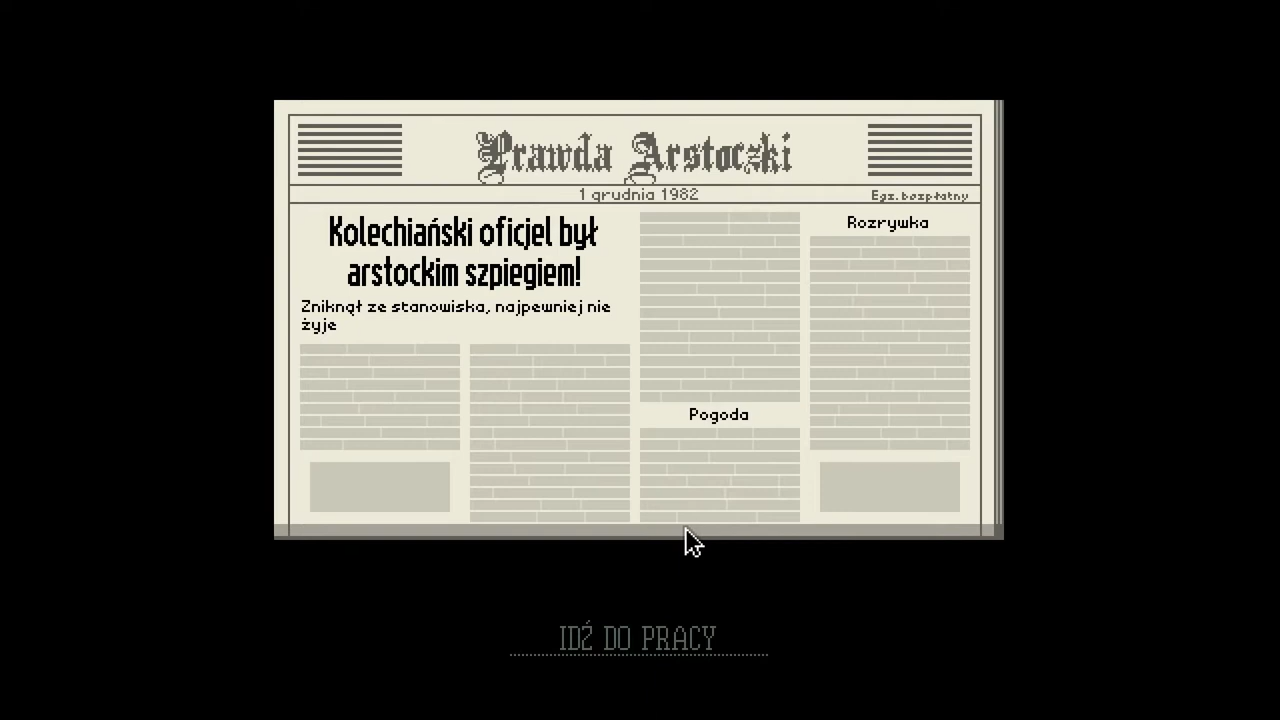 Prawda Arstoczki
1 grudnia 1982
Egz. bezpłatny
Kolechiański oficjel był
arstockim szpiegiem!
Zniknął ze stanowiska, najpewniej nie
żyje
Pogoda
Rozrywka
IDŹ DO PRACY